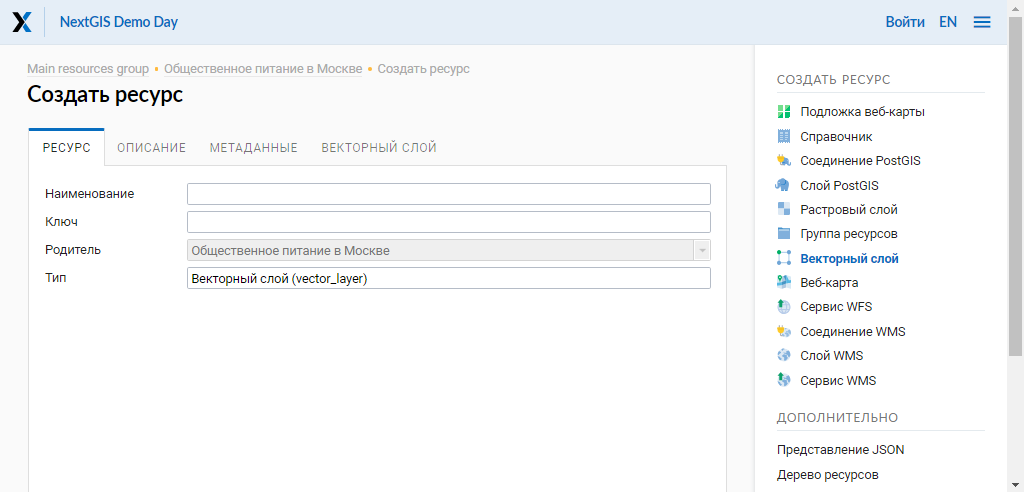 NextGIS Demo Day
Войти EN
Main resources group • Общественное питание в Москве • Создать ресурс
Создать ресурс
РЕСУРС ОПИСАНИЕ МЕТАДАННЫЕ ВЕКТОРНЫЙ СЛОЙ
Наименование
Ключ
Родитель Общественное питание в Москве
Тип Векторный слой (vector_layer)
СОЗДАТЬ РЕСУРС
Подложка веб-карты
Справочник
Соединение PostGIS
Слой PostGIS
Растровый слой
Группа ресурсов
Векторный слой
Веб-карта
Сервис WFS
Соединение WMS
Слой WMS
Сервис WMS
ДОПОЛНИТЕЛЬНО
Представление JSON
Дерево ресурсов